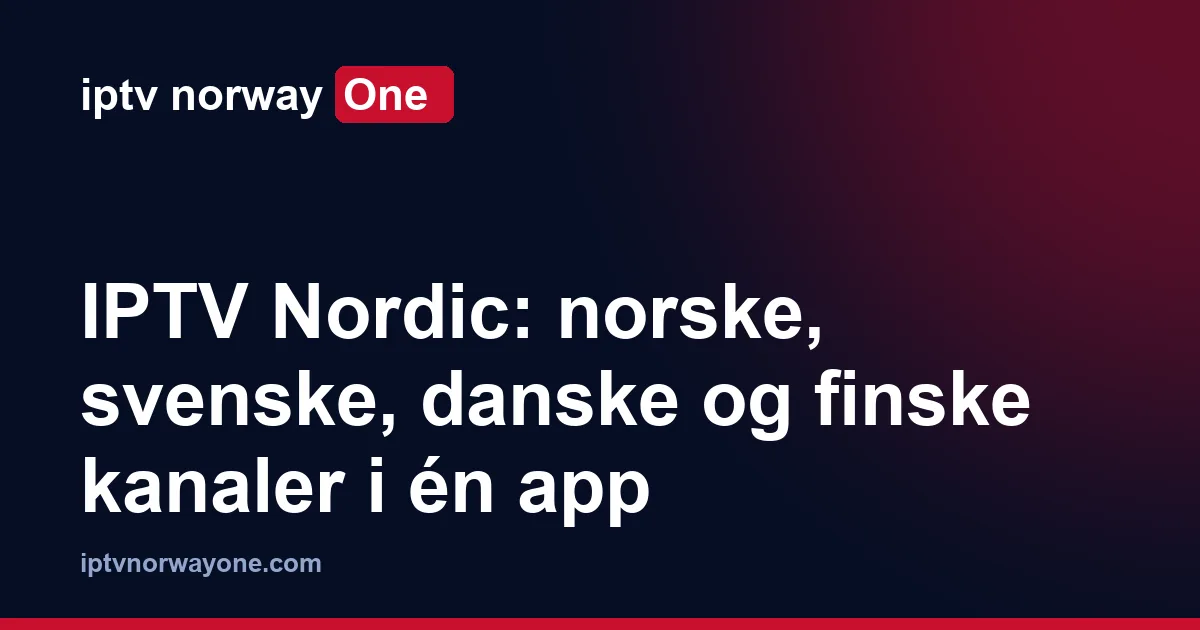 iptv norway One
IPTV Nordic: norske,
svenske, danske og finske
kanaler i én app
iptvnorwayone.com